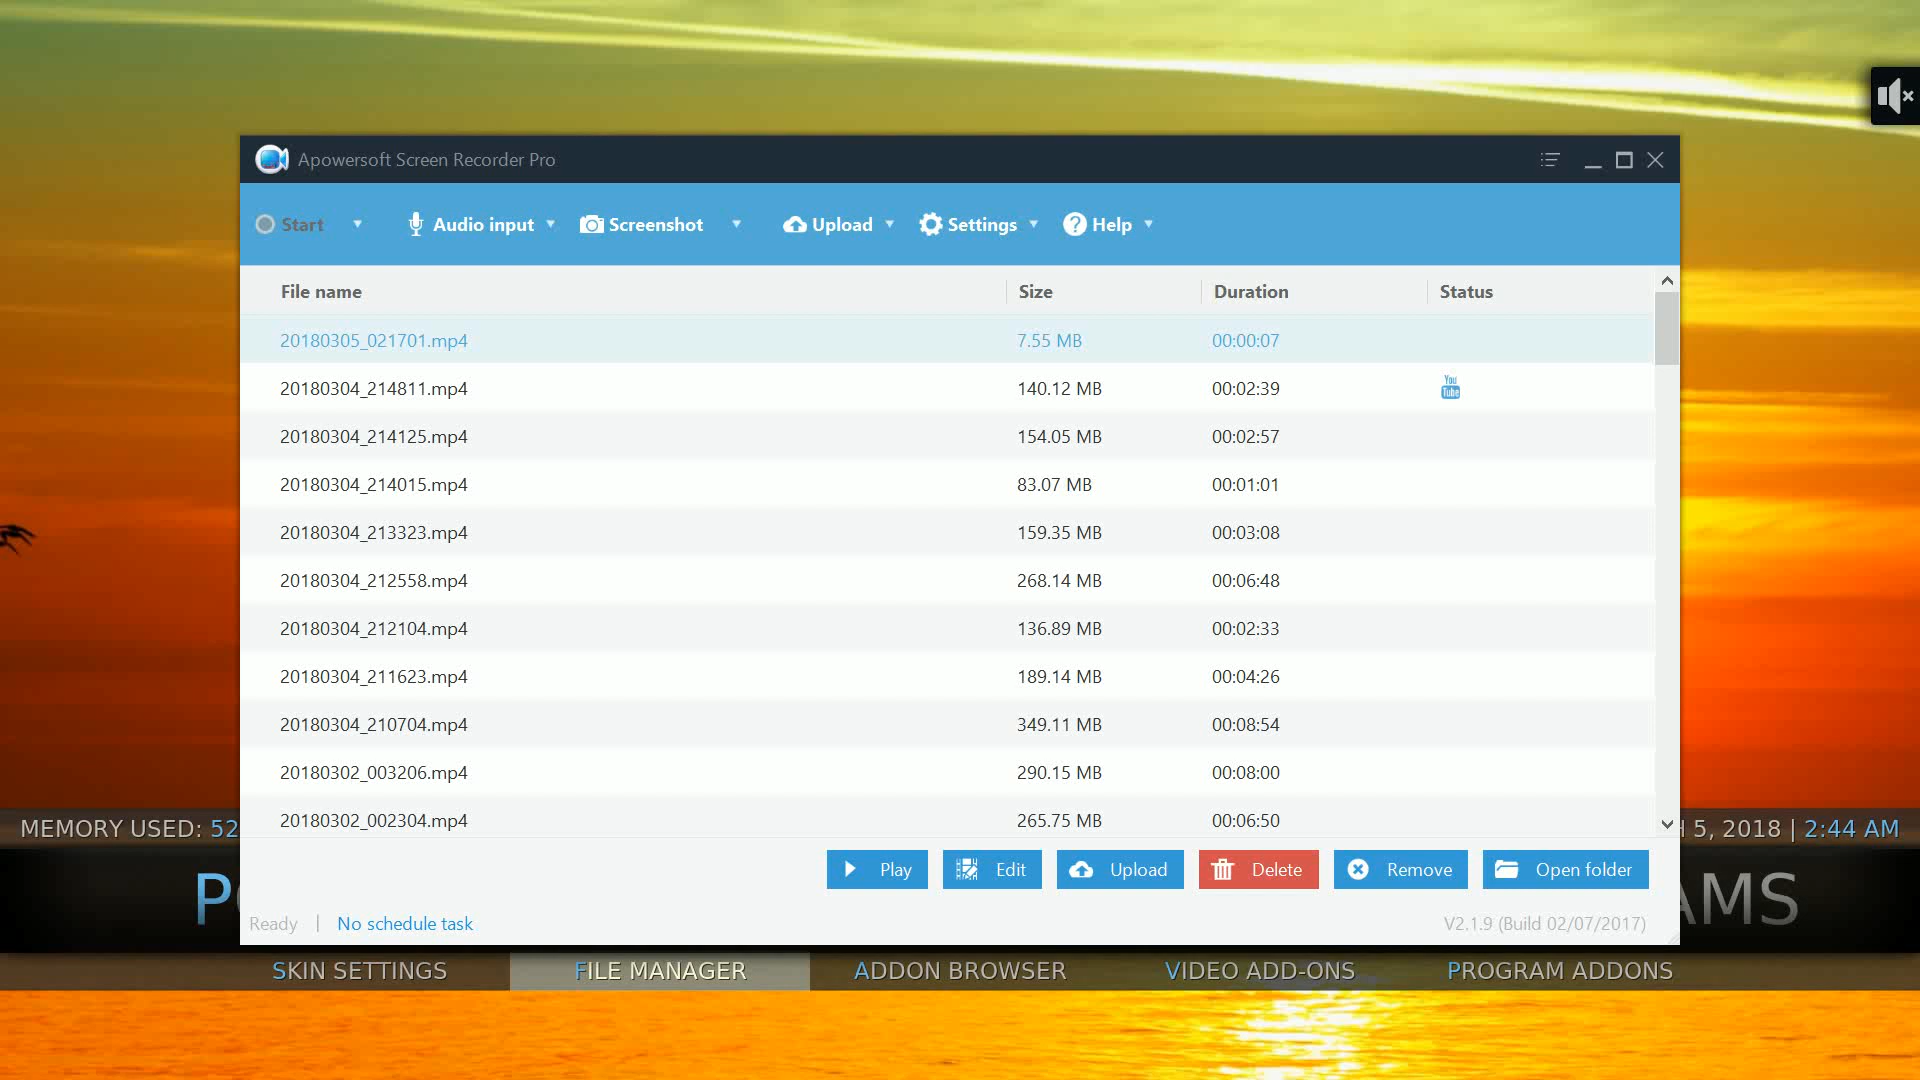 Apowersoft Screen Recorder Pro
Start Audio input Screenshot Upload Settings Help
File name Size Duration Status
20180305_021701.mp4 7.55 MB 00:00:07
20180304_214811.mp4 140.12 MB 00:02:39 You Tube
20180304_214125.mp4 154.05 MB 00:02:57
20180304_214015.mp4 83.07 MB 00:01:01
20180304_213323.mp4 159.35 MB 00:03:08
20180304_212558.mp4 268.14 MB 00:06:48
20180304_212104.mp4 136.89 MB 00:02:33
20180304_211623.mp4 189.14 MB 00:04:26
20180304_210704.mp4 349.11 MB 00:08:54
20180302_003206.mp4 290.15 MB 00:08:00
20180302_002304.mp4 265.75 MB 00:06:50
MEMORY USED: 52 5, 2018 | 2:44 AM
Play Edit Upload Delete Remove Open folder
P AMS
Ready | No schedule task V2.1.9 (Build 02/07/2017)
SKIN SETTINGS FILE MANAGER ADDON BROWSER VIDEO ADD-ONS PROGRAM ADDONS